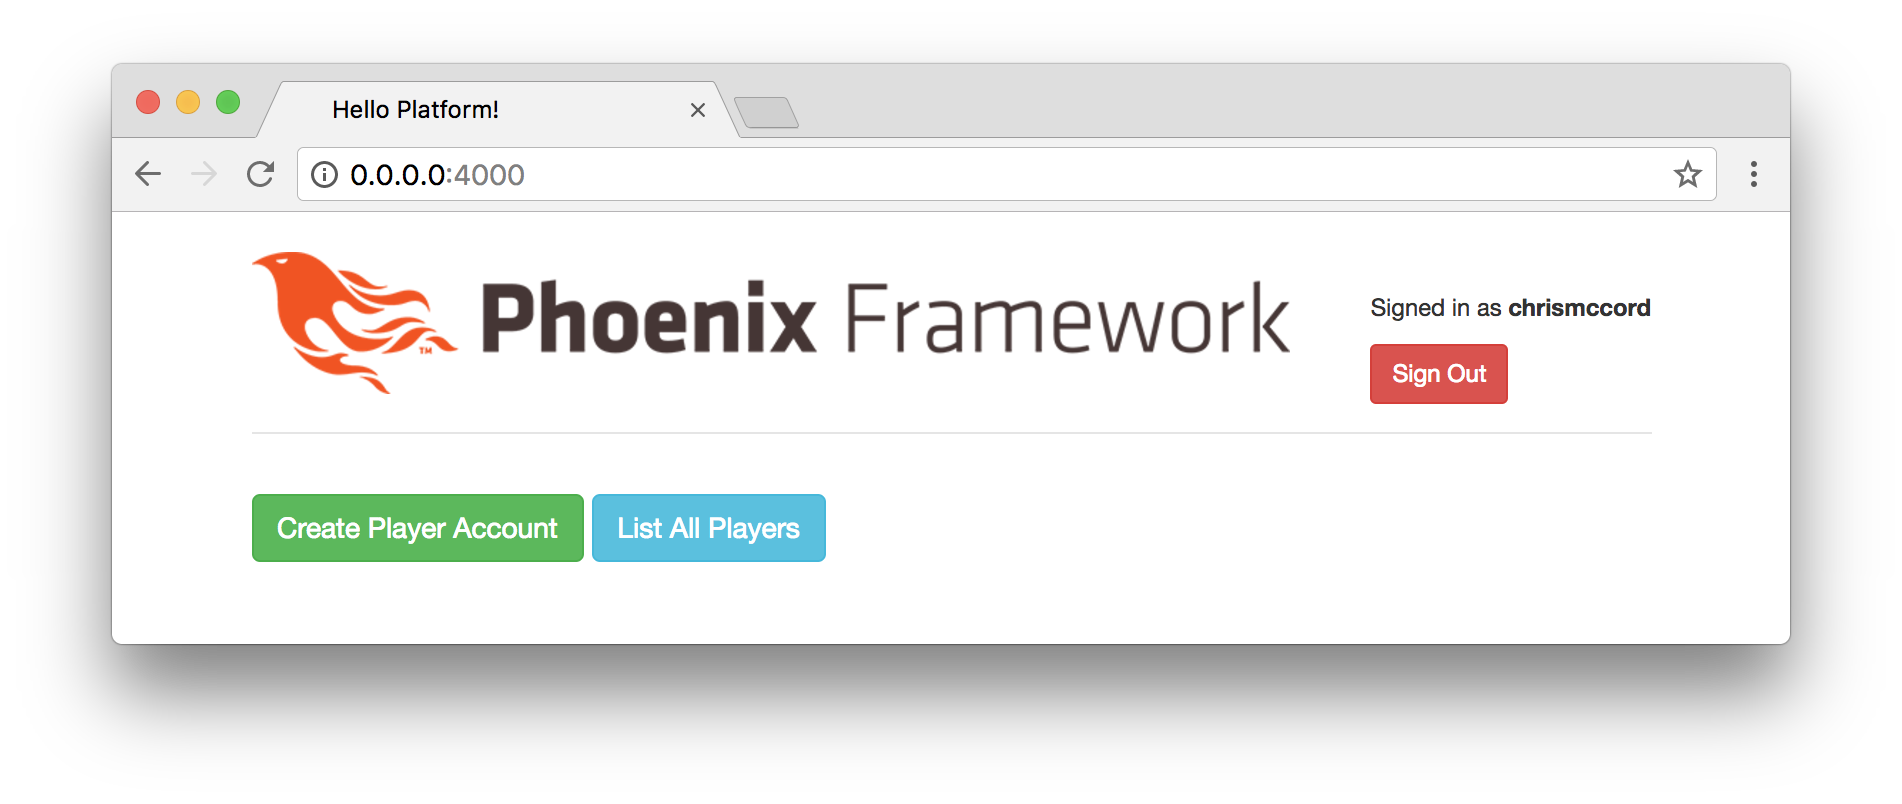 Hello Platform!
0.0.0.0:4000
Phoenix Framework
TM
Signed in as chrismccord
Sign Out
Create Player Account
List All Players